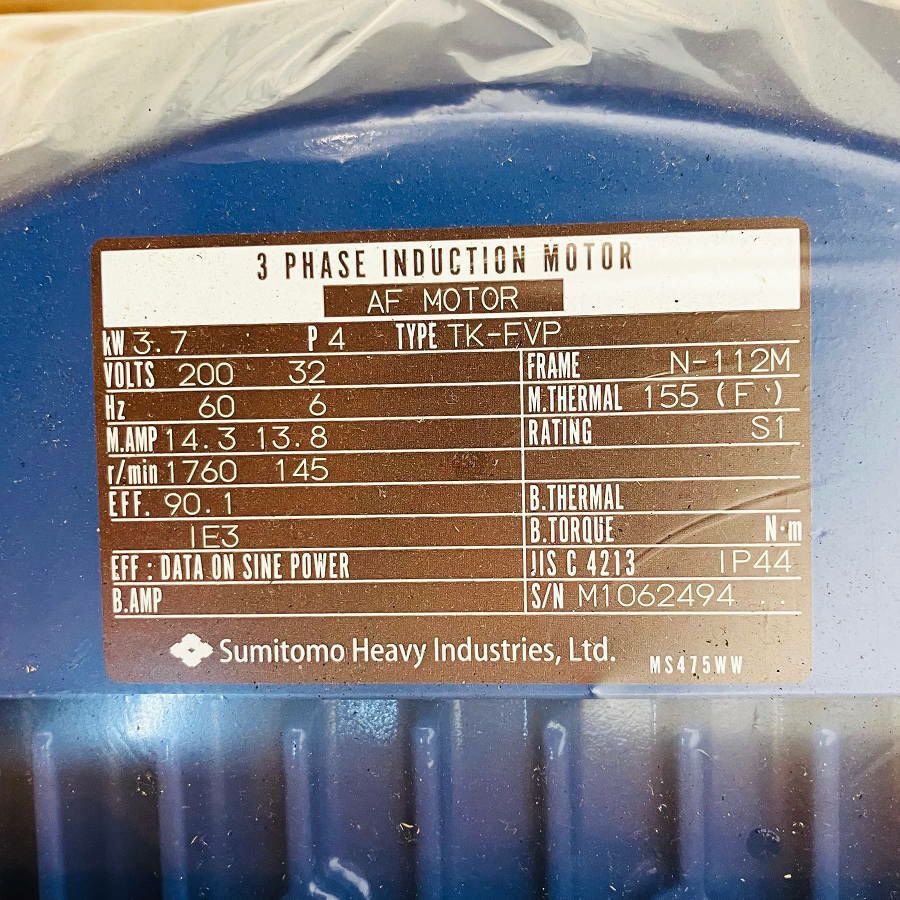 3 PHASE INDUCTION MOTOR
AF MOTOR
kW 3.7 P 4 TYPE TK-FVP
VOLTS 200 32 FRAME N-112M
Hz 60 6 M.THERMAL 155 (F)
M.AMP 14.3 13.8 RATING S1
r/min 1760 145
EFF. 90.1 B.THERMAL
IE3 B.TORQUE N·m
EFF : DATA ON SINE POWER JIS C 4213 IP44
B.AMP S/N M1062494
Sumitomo Heavy Industries, Ltd. MS475WW